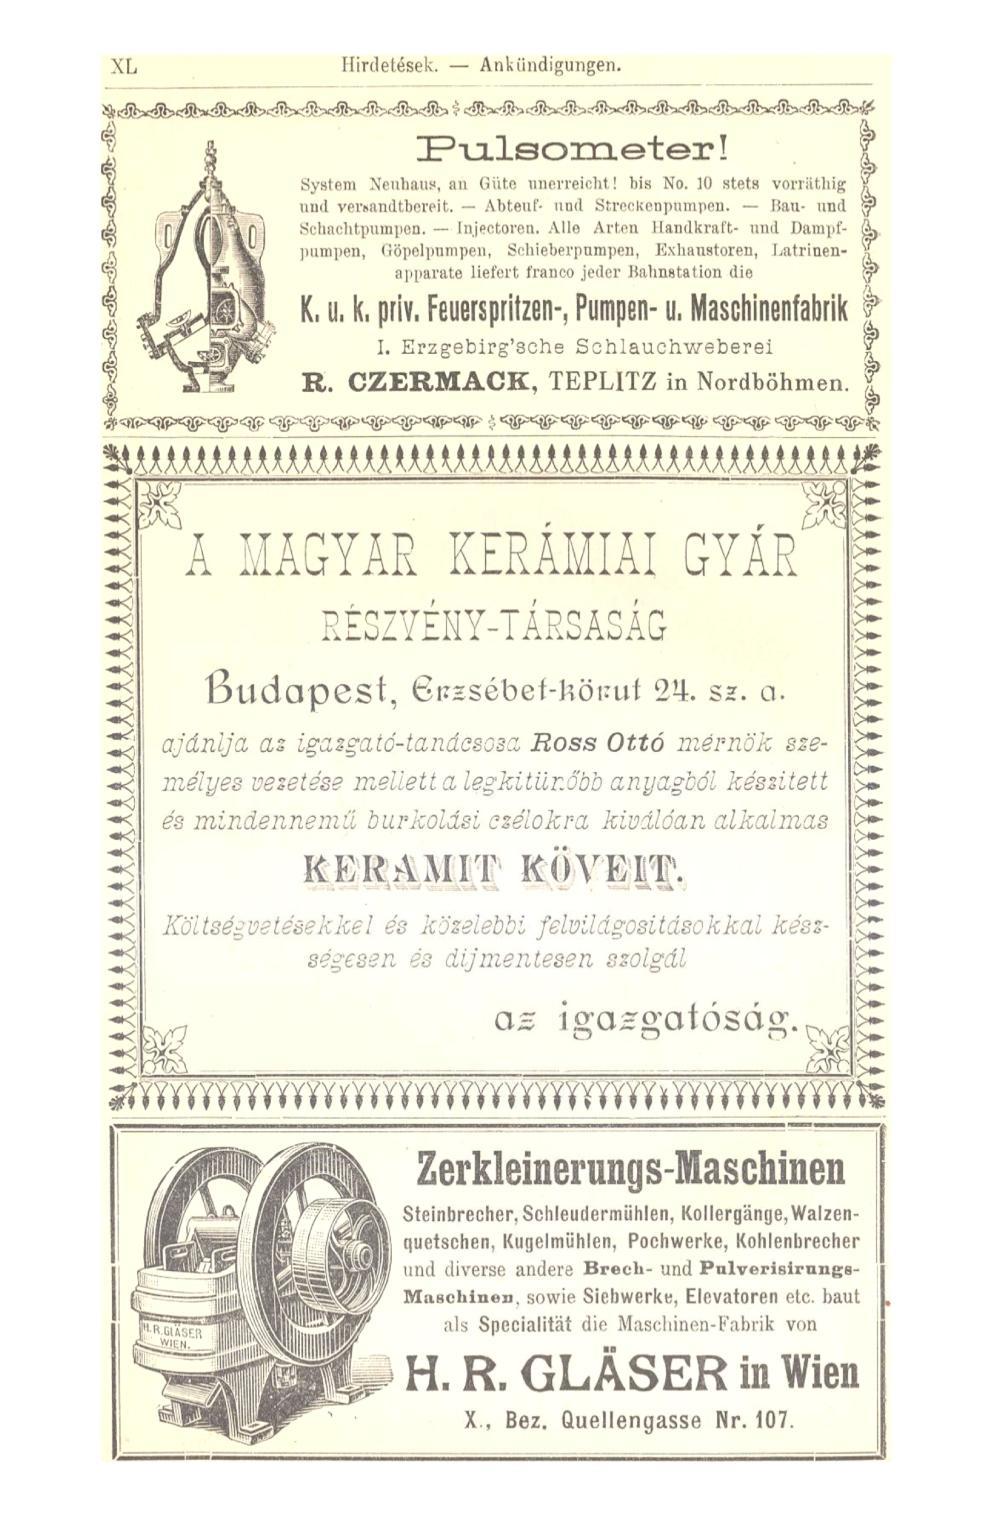 XL Hirdetések. — Ankündigungen.
Pulsometer!
System Neuhaus, an Güte unerreicht! bis No. 10 stets vorräthig
und versandtbereit. — Abteuf- und Streckenpumpen. — Bau- und
Schachtpumpen. — Injectoren. Alle Arten Handkraft- und Dampf-
pumpen, Göpelpumpen, Schieberpumpen, Exhaustoren, Latrinen-
apparate liefert franco jeder Bahnstation die
K. u. k. priv. Feuerspritzen-, Pumpen- u. Maschinenfabrik
I. Erzgebirg'sche Schlauchweberei
R. CZERMACK, TEPLITZ in Nordböhmen.
A MAGYAR KERÁMIAI GYÁR
RÉSZVÉNY-TÁRSASÁG
Budapest, Erzsébet-körut 24. sz. a.
ajánlja az igazgató-tanácsosa Ross Ottó mérnök sze-
mélyes vezetése mellett a legkitünőbb anyagból készitett
és mindennemű burkolási czélokra kiválóan alkalmas
KERAMIT KÖVEIT.
Költségvetésekkel és közelebbi felvilágositásokkal kész-
ségesen és dijmentesen szolgál
az igazgatóság.
Zerkleinerungs-Maschinen
Steinbrecher, Schleudermühlen, Kollergänge, Walzen-
quetschen, Kugelmühlen, Pochwerke, Kohlenbrecher
und diverse andere Brech- und Pulverisirungs-
Maschinen, sowie Siebwerke, Elevatoren etc. baut
als Specialität die Maschinen-Fabrik von
H. R. GLÄSER in Wien
X., Bez. Quellengasse Nr. 107.
H.R.GLÄSER
WIEN.